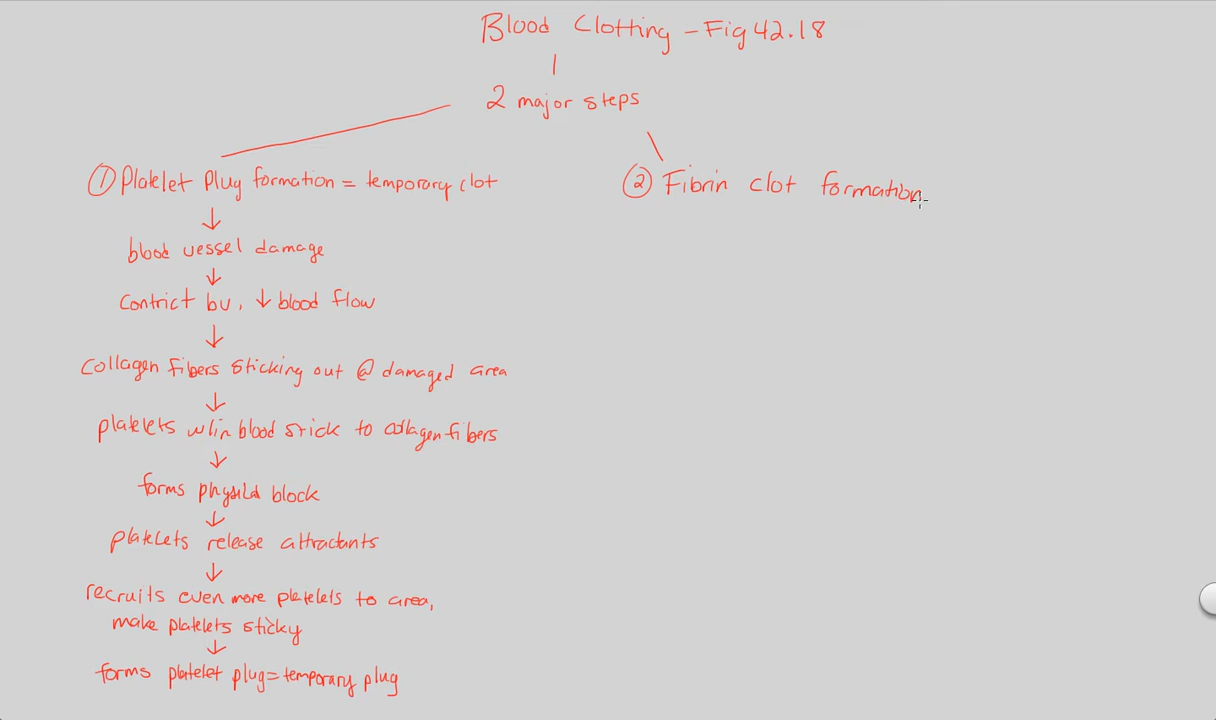 Blood Clotting - Fig 42.18
2 major steps
① Platelet Plug formation = temporary clot
↓
blood vessel damage
↓
Contrict bv, ↓ blood flow
↓
Collagen fibers sticking out @ damaged area
↓
platelets w/in blood stick to collagen fibers
↓
forms physical block
↓
platelets release attractants
↓
recruits even more platelets to area,
make platelets sticky
↓
forms platelet plug = temporary plug
② Fibrin clot formation